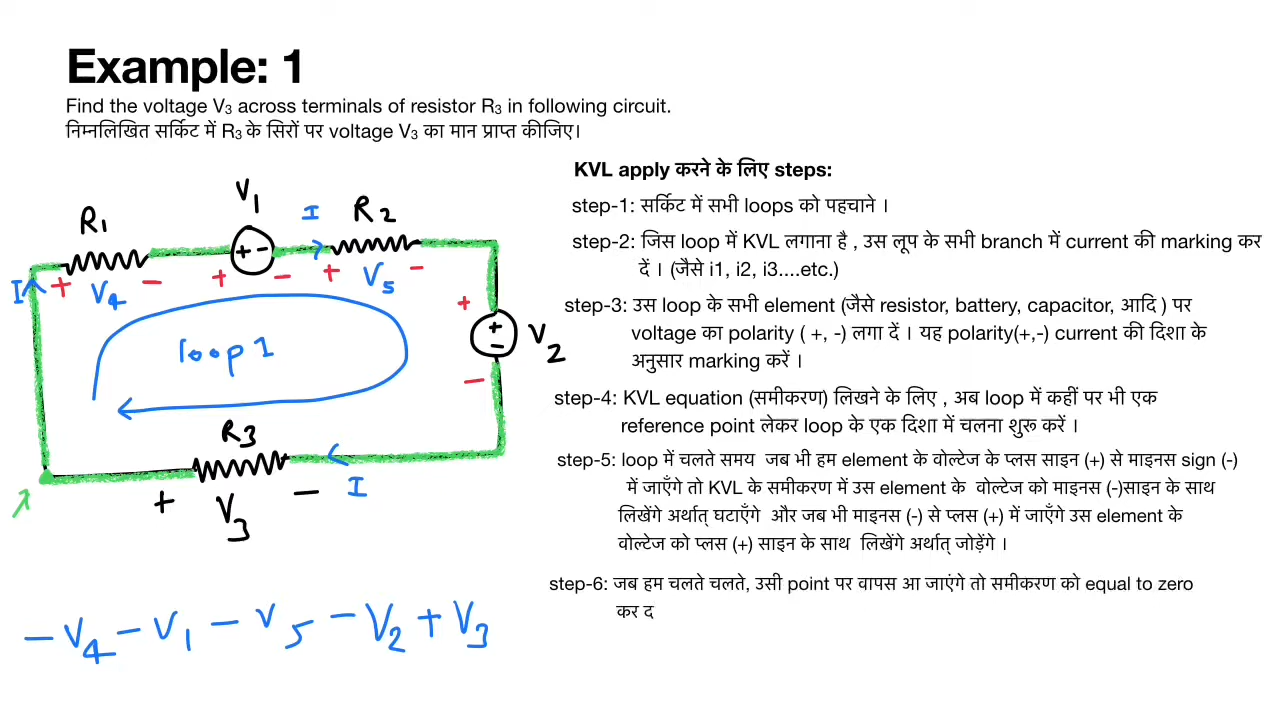 Example: 1
Find the voltage V3 across terminals of resistor R3 in following circuit.
निम्नलिखित सर्किट में R3 के सिरों पर voltage V3 का मान प्राप्त कीजिए।
KVL apply करने के लिए steps:
step-1: सर्किट में सभी loops को पहचाने ।
step-2: जिस loop में KVL लगाना है , उस लूप के सभी branch में current की marking कर
दें । (जैसे i1, i2, i3....etc.)
step-3: उस loop के सभी element (जैसे resistor, battery, capacitor, आदि ) पर
voltage का polarity ( +, -) लगा दें । यह polarity(+,-) current की दिशा के
अनुसार marking करें ।
step-4: KVL equation (समीकरण) लिखने के लिए , अब loop में कहीं पर भी एक
reference point लेकर loop के एक दिशा में चलना शुरू करें ।
step-5: loop में चलते समय जब भी हम element के वोल्टेज के प्लस साइन (+) से माइनस sign (-)
में जाएँगे तो KVL के समीकरण में उस element के वोल्टेज को माइनस (-)साइन के साथ
लिखेंगे अर्थात् घटाएँगे और जब भी माइनस (-) से प्लस (+) में जाएँगे उस element के
वोल्टेज को प्लस (+) साइन के साथ लिखेंगे अर्थात् जोड़ेंगे ।
step-6: जब हम चलते चलते, उसी point पर वापस आ जाएंगे तो समीकरण को equal to zero
कर द
V1
R1
I
R2
+ -
I
+ V4 -
+ -
+ V5 -
+
+
-
V2
-
loop 1
R3
I
+ V3 -
- V4 - V1 - V5 - V2 + V3